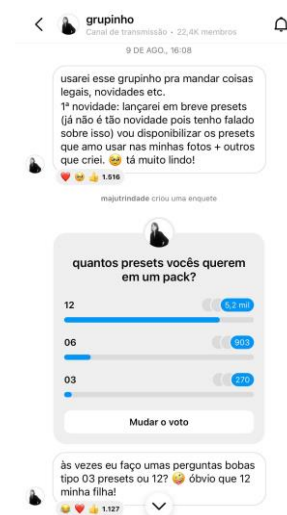 grupinho
Canal de transmissão • 22,4K membros
9 DE AGO., 16:08
usarei esse grupinho pra mandar coisas
legais, novidades etc.
1ª novidade: lançarei em breve presets
(já não é tão novidade pois tenho falado
sobre isso) vou disponibilizar os presets
que amo usar nas minhas fotos + outros
que criei. 🥹 tá muito lindo!
❤️ 🥹 👍 1.516
majutrindade criou uma enquete
quantos presets vocês querem
em um pack?
12
5,2 mil
06
903
03
270
Mudar o voto
às vezes eu faço umas perguntas bobas
tipo 03 presets ou 12? 🤪 óbvio que 12
minha filha!
😂 ❤️ 👍 1.127